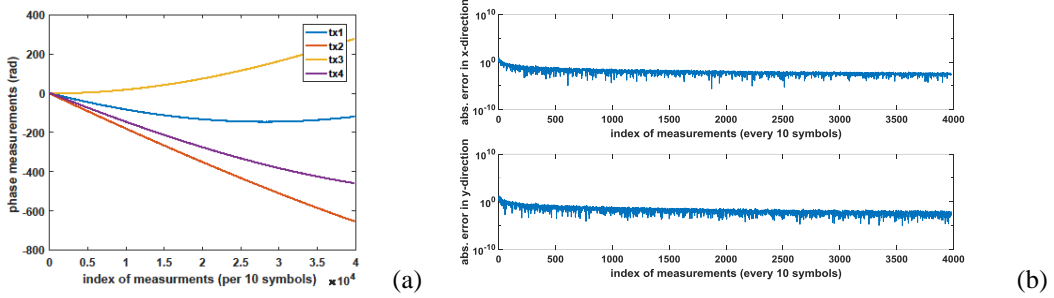 400
200
0
-200
-400
-600
-800
phase measurements (rad)
tx1
tx2
tx3
tx4
0 0.5 1 1.5 2 2.5 3 3.5 4
index of measurments (per 10 symbols) ×10^4
(a)
10^10
10^0
10^-10
abs. error in x-direction
0 500 1000 1500 2000 2500 3000 3500 4000
index of measurements (every 10 symbols)
10^10
10^0
10^-10
abs. error in y-direction
0 500 1000 1500 2000 2500 3000 3500 4000
index of measurements (every 10 symbols)
(b)